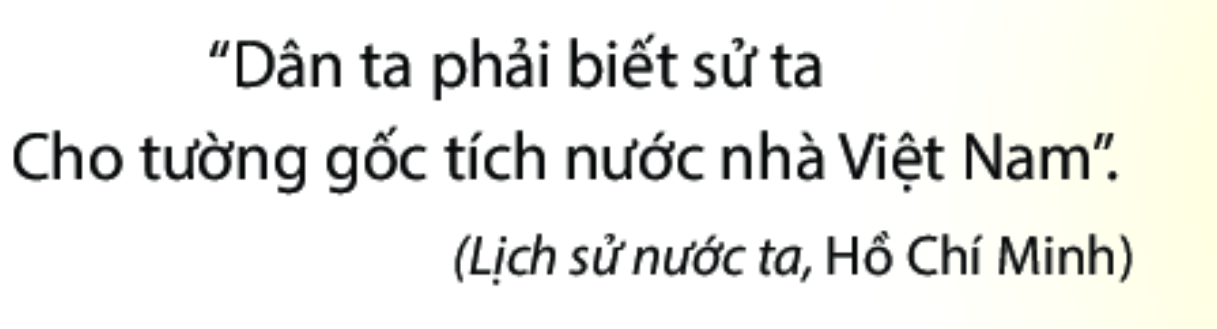 “Dân ta phải biết sử ta
Cho tường gốc tích nước nhà Việt Nam”.
(Lịch sử nước ta, Hồ Chí Minh)